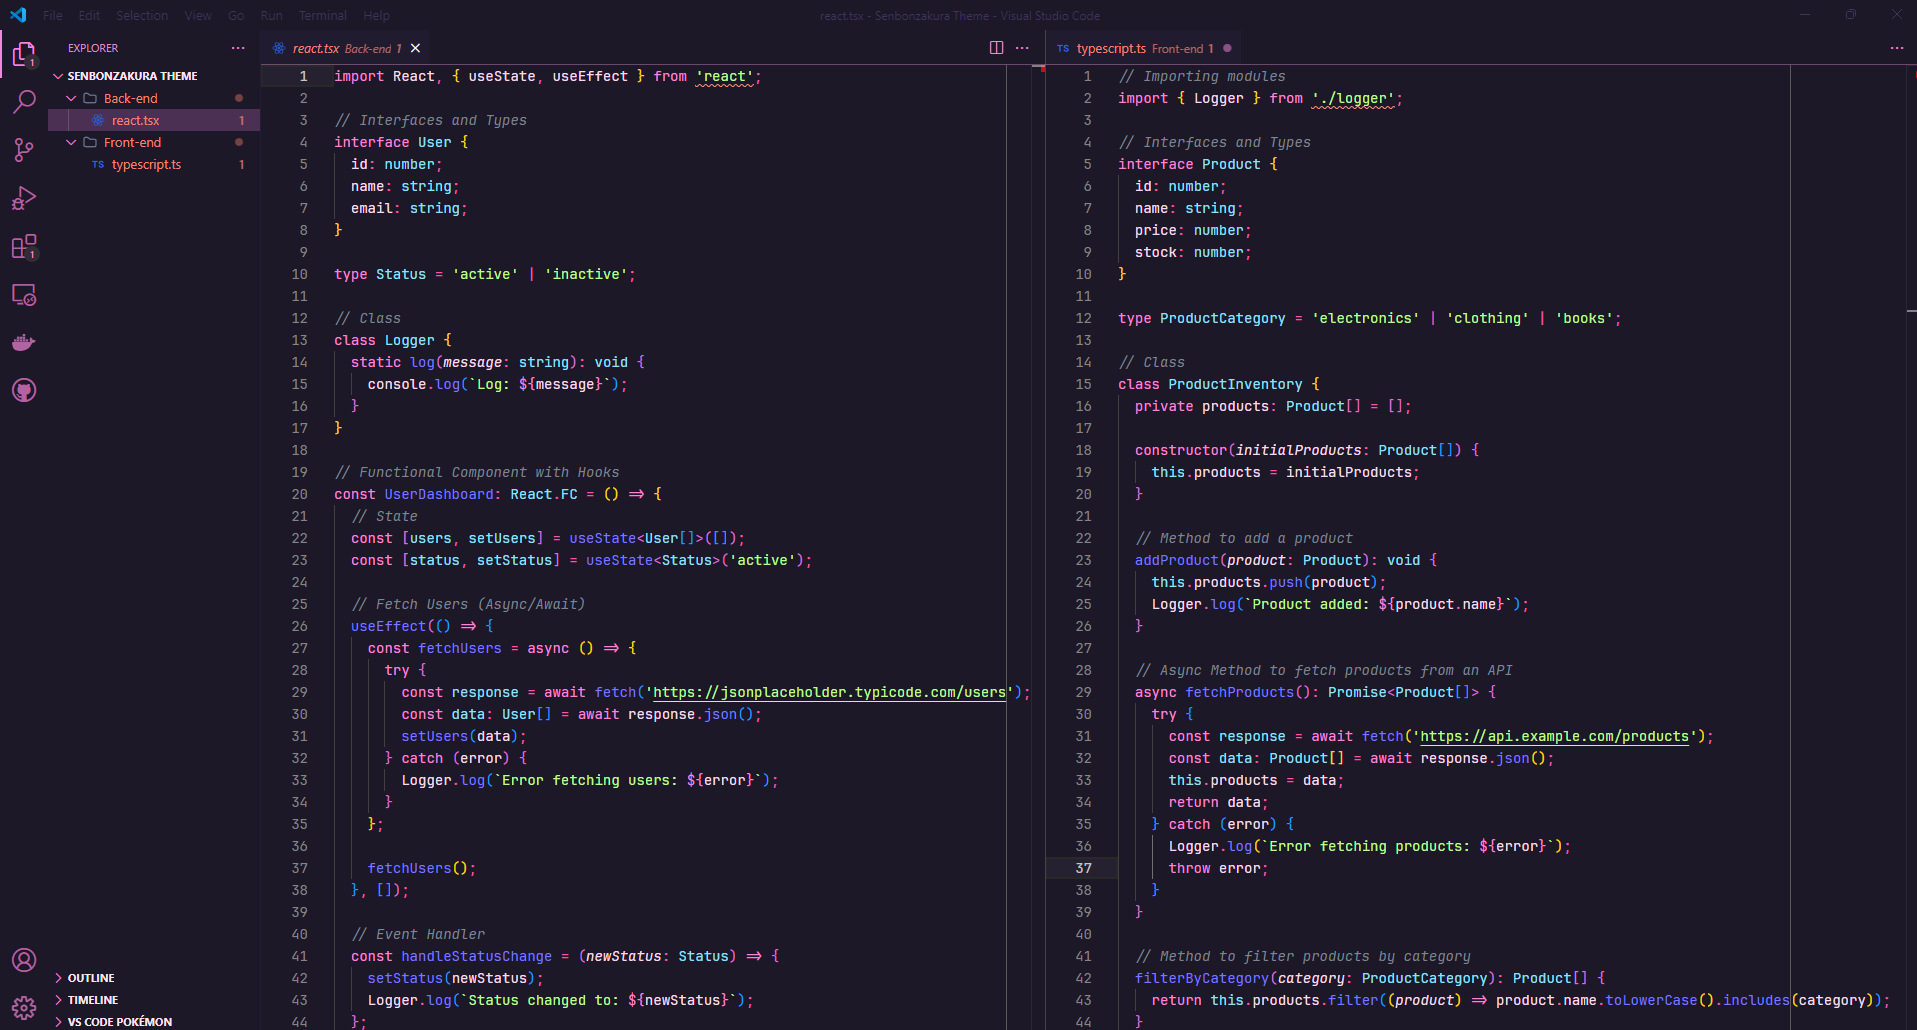 File Edit Selection View Go Run Terminal Help
react.tsx - Senbonzakura Theme - Visual Studio Code
EXPLORER
SENBONZAKURA THEME
Back-end
react.tsx 1
Front-end
TS typescript.ts 1
OUTLINE
TIMELINE
VS CODE POKÉMON
1
1
react.tsx Back-end 1
1 import React, { useState, useEffect } from 'react';
2
3 // Interfaces and Types
4 interface User {
5 id: number;
6 name: string;
7 email: string;
8 }
9
10 type Status = 'active' | 'inactive';
11
12 // Class
13 class Logger {
14 static log(message: string): void {
15 console.log(`Log: ${message}`);
16 }
17 }
18
19 // Functional Component with Hooks
20 const UserDashboard: React.FC = () => {
21 // State
22 const [users, setUsers] = useState<User[]>([]);
23 const [status, setStatus] = useState<Status>('active');
24
25 // Fetch Users (Async/Await)
26 useEffect(() => {
27 const fetchUsers = async () => {
28 try {
29 const response = await fetch('https://jsonplaceholder.typicode.com/users');
30 const data: User[] = await response.json();
31 setUsers(data);
32 } catch (error) {
33 Logger.log(`Error fetching users: ${error}`);
34 }
35 };
36
37 fetchUsers();
38 }, []);
39
40 // Event Handler
41 const handleStatusChange = (newStatus: Status) => {
42 setStatus(newStatus);
43 Logger.log(`Status changed to: ${newStatus}`);
44 };
TS typescript.ts Front-end 1
1 // Importing modules
2 import { Logger } from './logger';
3
4 // Interfaces and Types
5 interface Product {
6 id: number;
7 name: string;
8 price: number;
9 stock: number;
10 }
11
12 type ProductCategory = 'electronics' | 'clothing' | 'books';
13
14 // Class
15 class ProductInventory {
16 private products: Product[] = [];
17
18 constructor(initialProducts: Product[]) {
19 this.products = initialProducts;
20 }
21
22 // Method to add a product
23 addProduct(product: Product): void {
24 this.products.push(product);
25 Logger.log(`Product added: ${product.name}`);
26 }
27
28 // Async Method to fetch products from an API
29 async fetchProducts(): Promise<Product[]> {
30 try {
31 const response = await fetch('https://api.example.com/products');
32 const data: Product[] = await response.json();
33 this.products = data;
34 return data;
35 } catch (error) {
36 Logger.log(`Error fetching products: ${error}`);
37 throw error;
38 }
39 }
40
41 // Method to filter products by category
42 filterByCategory(category: ProductCategory): Product[] {
43 return this.products.filter((product) => product.name.toLowerCase().includes(category));
44 }